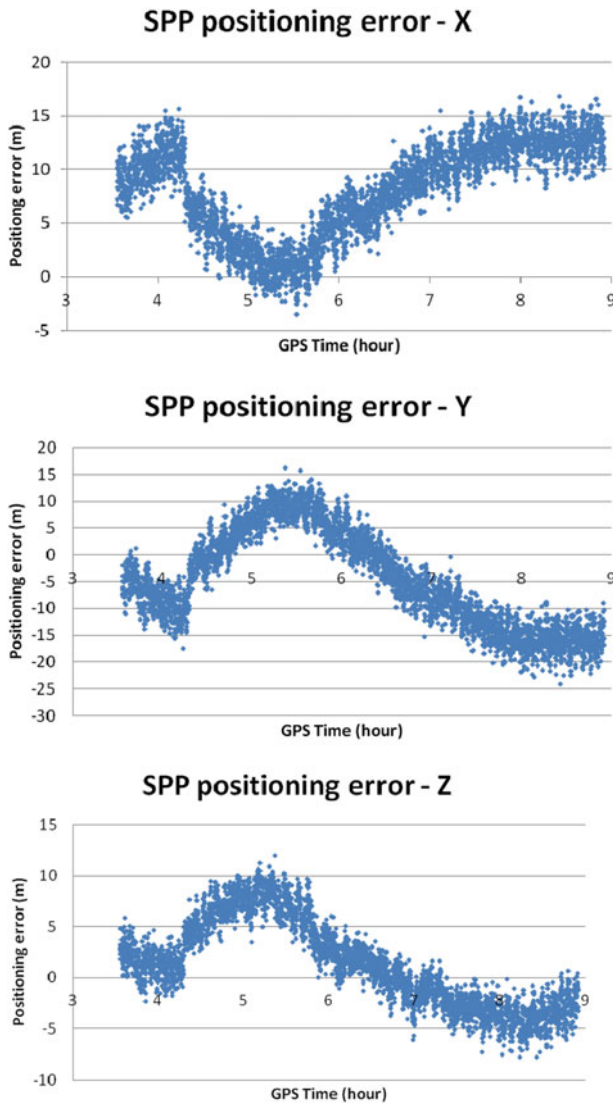 SPP positioning error - X
20
15
10
5
0
3 4 5 6 7 8 9
-5
Positiong error (m)
GPS Time (hour)
SPP positioning error - Y
20
15
10
5
0
3 4 5 6 7 8 9
-5
-10
-15
-20
-25
-30
Positioning error (m)
GPS Time (hour)
SPP positioning error - Z
15
10
5
0
3 4 5 6 7 8 9
-5
-10
Positioning error (m)
GPS Time (hour)